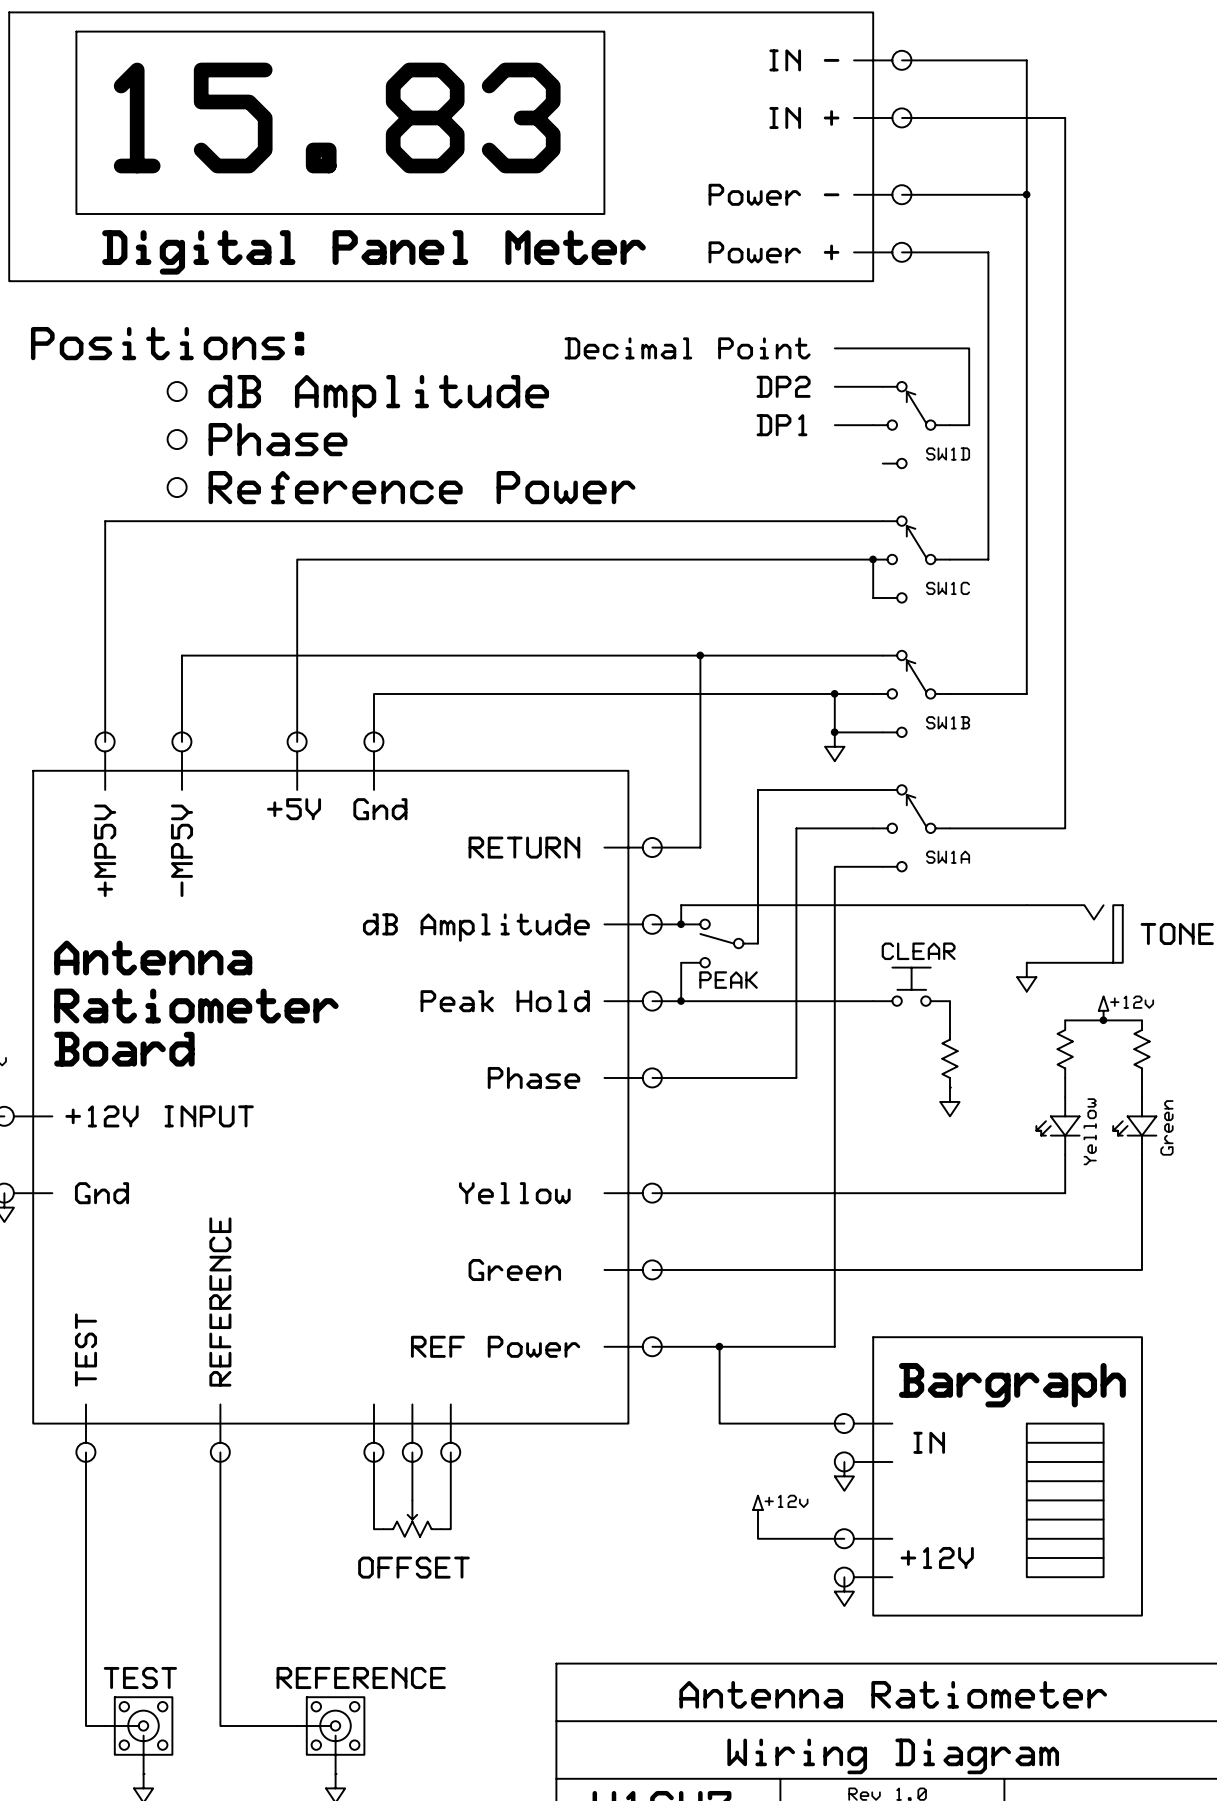 15.83
IN -
IN +
Power -
Power +
Digital Panel Meter
Positions:
dB Amplitude
Phase
Reference Power
Decimal Point
DP2
DP1
SW1D
SW1C
SW1B
SW1A
+MP5V
-MP5V
+5V
Gnd
RETURN
dB Amplitude
Peak Hold
Phase
Yellow
Green
REF Power
Antenna
Ratiometer
Board
+12V INPUT
Gnd
TEST
REFERENCE
PEAK
CLEAR
TONE
+12v
Yellow
Green
Bargraph
IN
+12v
+12V
OFFSET
TEST
REFERENCE
Antenna Ratiometer
Wiring Diagram
Rev 1.0